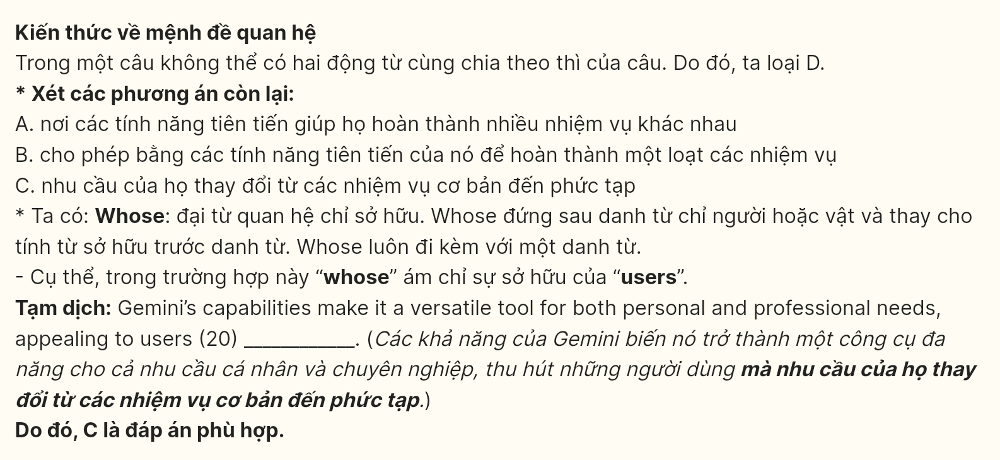 Kiến thức về mệnh đề quan hệ
Trong một câu không thể có hai động từ cùng chia theo thì của câu. Do đó, ta loại D.
* Xét các phương án còn lại:
A. nơi các tính năng tiên tiến giúp họ hoàn thành nhiều nhiệm vụ khác nhau
B. cho phép bằng các tính năng tiên tiến của nó để hoàn thành một loạt các nhiệm vụ
C. nhu cầu của họ thay đổi từ các nhiệm vụ cơ bản đến phức tạp
* Ta có: Whose: đại từ quan hệ chỉ sở hữu. Whose đứng sau danh từ chỉ người hoặc vật và thay cho
tính từ sở hữu trước danh từ. Whose luôn đi kèm với một danh từ.
- Cụ thể, trong trường hợp này “whose” ám chỉ sự sở hữu của “users”.
Tạm dịch: Gemini’s capabilities make it a versatile tool for both personal and professional needs,
appealing to users (20) ____________. (Các khả năng của Gemini biến nó trở thành một công cụ đa
năng cho cả nhu cầu cá nhân và chuyên nghiệp, thu hút những người dùng mà nhu cầu của họ thay
đổi từ các nhiệm vụ cơ bản đến phức tạp.)
Do đó, C là đáp án phù hợp.